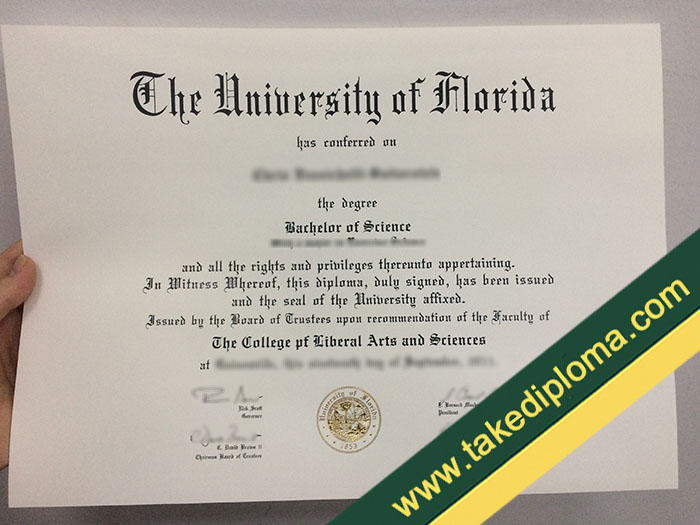 The University of Florida
has conferred on
the degree
Bachelor of Science
and all the rights and privileges thereunto appertaining.
In Witness Whereof, this diploma, duly signed, has been issued
and the seal of the University affixed.
Issued by the Board of Trustees upon recommendation of the Faculty of
The College pf Liberal Arts and Sciences
at
Rick Scott
Governor
C. David Brown II
Chairman Board of Trustees
University of Florida
1853
President
www.takediploma.com